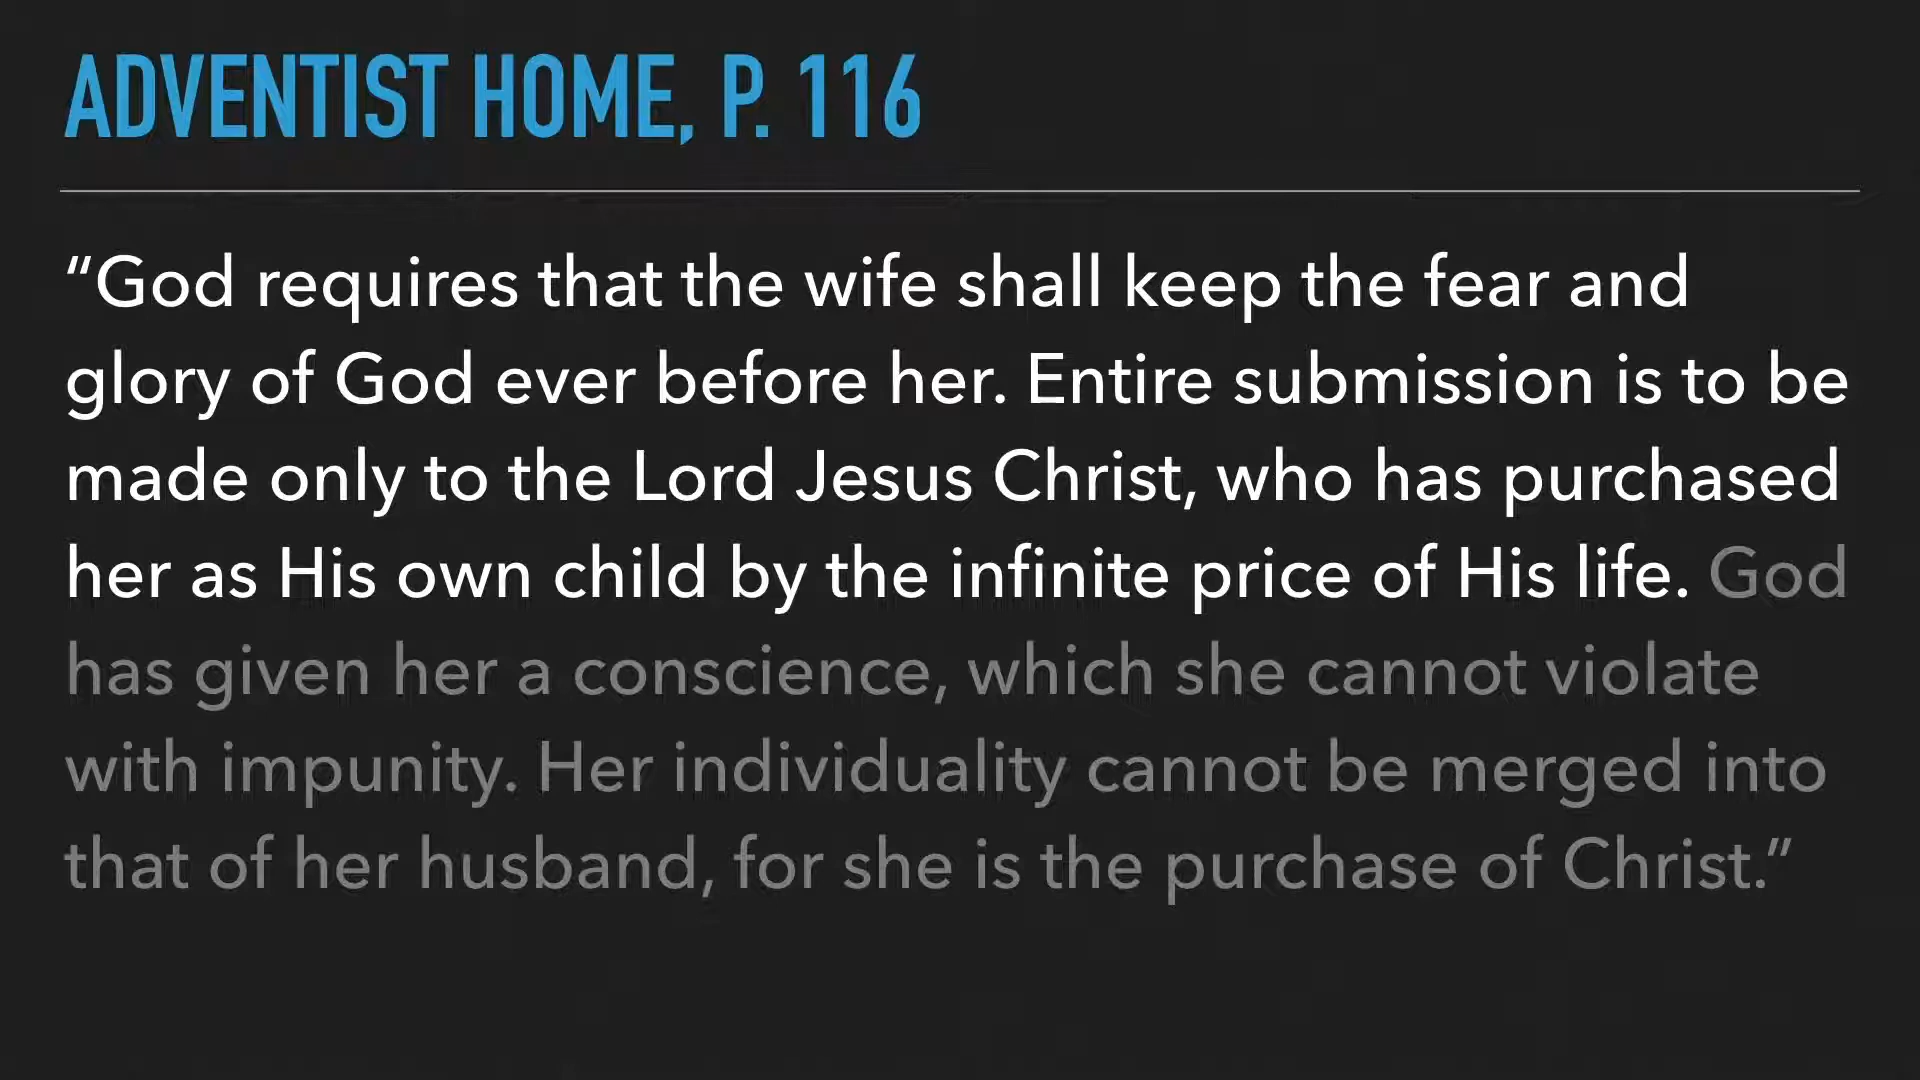 ADVENTIST HOME, P. 116
“God requires that the wife shall keep the fear and
glory of God ever before her. Entire submission is to be
made only to the Lord Jesus Christ, who has purchased
her as His own child by the infinite price of His life. God
has given her a conscience, which she cannot violate
with impunity. Her individuality cannot be merged into
that of her husband, for she is the purchase of Christ.”